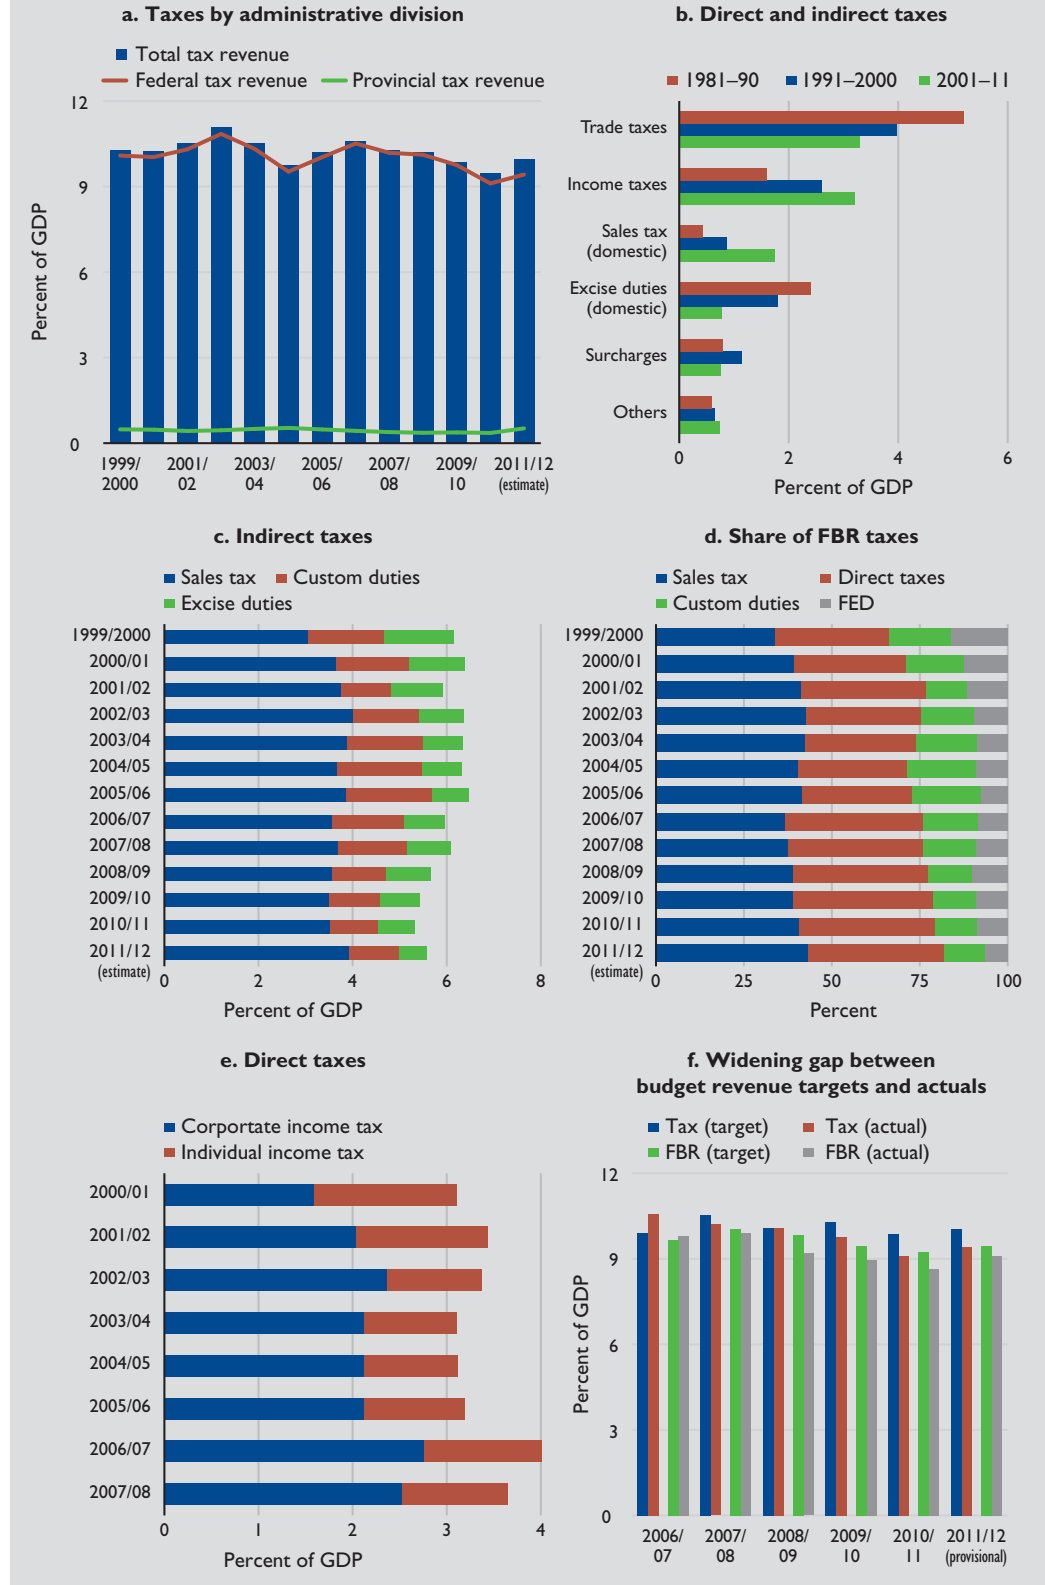 a. Taxes by administrative division
Total tax revenue
Federal tax revenue Provincial tax revenue
12
9
6
3
0
Percent of GDP
1999/ 2001/ 2003/ 2005/ 2007/ 2009/ 2011/12
2000 02 04 06 08 10 (estimate)
b. Direct and indirect taxes
1981–90 1991–2000 2001–11
Trade taxes
Income taxes
Sales tax
(domestic)
Excise duties
(domestic)
Surcharges
Others
0 2 4 6
Percent of GDP
c. Indirect taxes
Sales tax Custom duties
Excise duties
1999/2000
2000/01
2001/02
2002/03
2003/04
2004/05
2005/06
2006/07
2007/08
2008/09
2009/10
2010/11
2011/12
(estimate)
0 2 4 6 8
Percent of GDP
d. Share of FBR taxes
Sales tax Direct taxes
Custom duties FED
1999/2000
2000/01
2001/02
2002/03
2003/04
2004/05
2005/06
2006/07
2007/08
2008/09
2009/10
2010/11
2011/12
(estimate)
0 25 50 75 100
Percent
e. Direct taxes
Corportate income tax
Individual income tax
2000/01
2001/02
2002/03
2003/04
2004/05
2005/06
2006/07
2007/08
0 1 2 3 4
Percent of GDP
f. Widening gap between
budget revenue targets and actuals
Tax (target) Tax (actual)
FBR (target) FBR (actual)
12
9
6
3
0
Percent of GDP
2006/ 2007/ 2008/ 2009/ 2010/ 2011/12
07 08 09 10 11 (provisional)